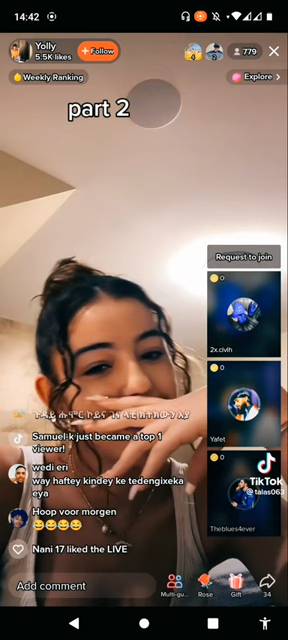 14:42
Yolly
5.5K likes
+ Follow
4
3
779
Weekly Ranking
Explore >
part 2
Request to join
0
2x.civih
0
Yafet
0
Theblues4ever
TikTok
@talas063
Samuel k just became a top 1
viewer!
wedi eri
way haftey kindey ke tedengixeka
eya
Hoop voor morgen
😂😂😂😂
Nani 17 liked the LIVE
Add comment
Multi-gu...
Rose
Gift
34